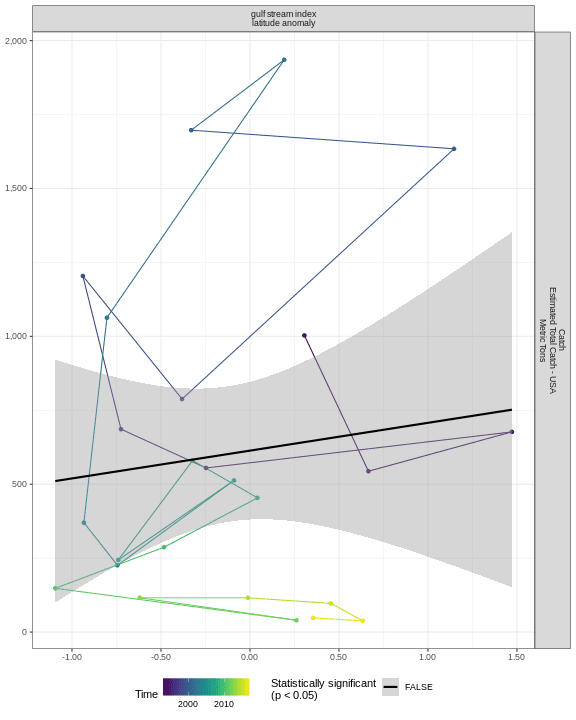 gulf stream index
latitude anomaly
2,000
1,500
1,000
500
0
Catch
Estimated Total Catch - USA
Metric Tons
-1.00
-0.50
0.00
0.50
1.00
1.50
Time
2000
2010
Statistically significant
(p < 0.05)
FALSE